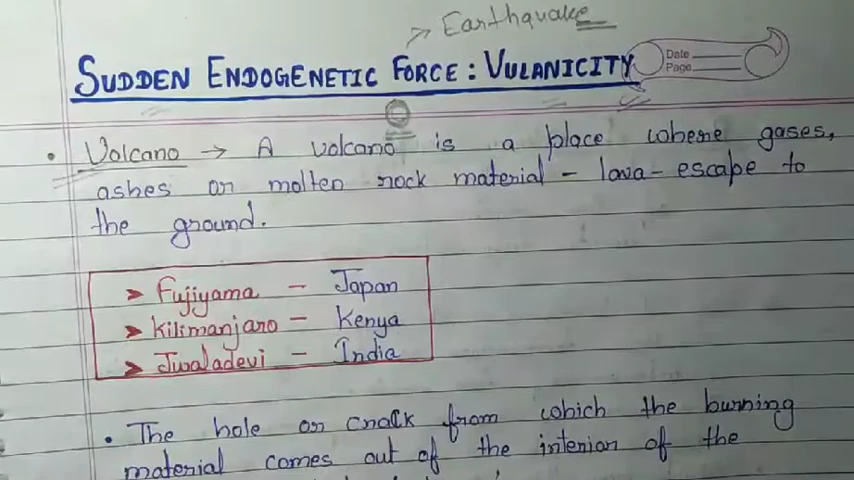 > Earthquake
SUDDEN ENDOGENETIC FORCE : VULANICITY
Date
Page
• Volcano → A volcano is a place where gases,
ashes or molten rock material - lava - escape to
the ground.
➤ Fujiyama - Japan
➤ Kilimanjaro - Kenya
➤ Jwaladevi - India
• The hole or crack from which the burning
material comes out of the interior of the